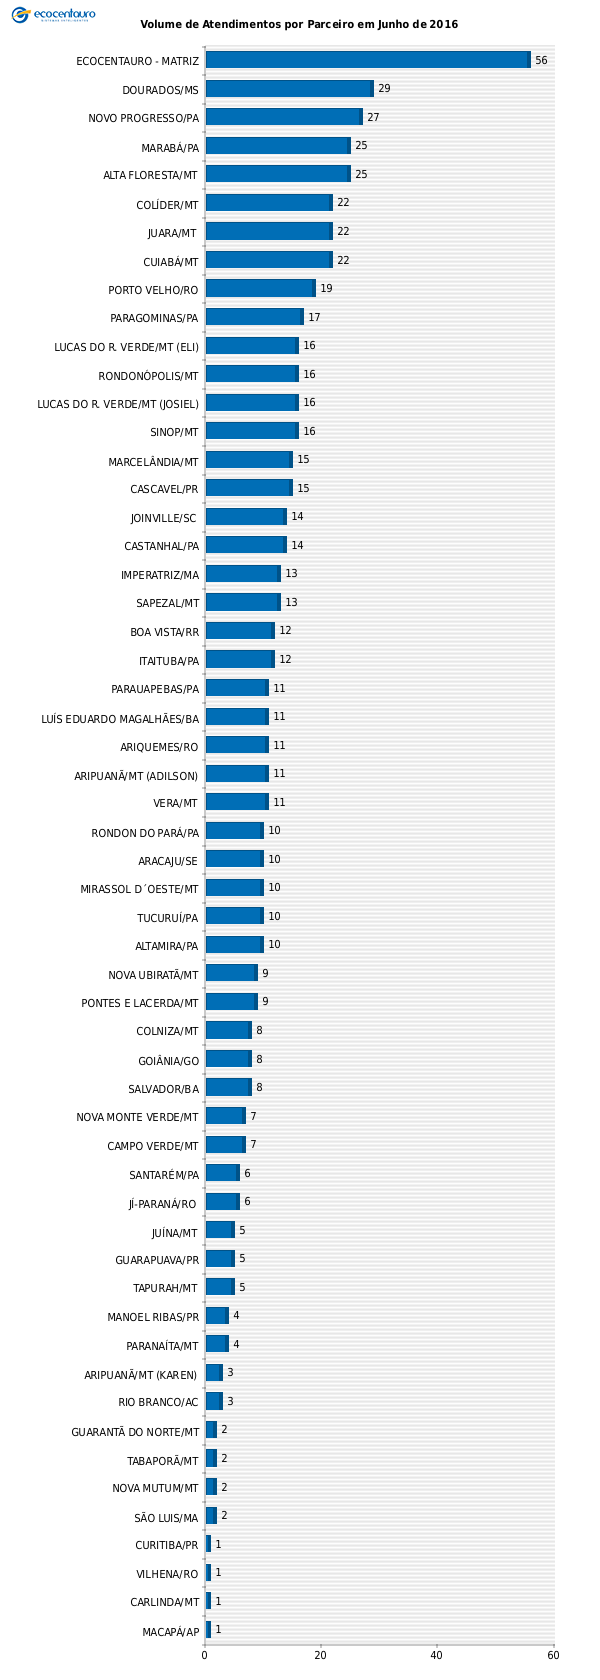 ecocentauro
Volume de Atendimentos por Parceiro em Junho de 2016
ECOCENTAURO - MATRIZ 56
DOURADOS/MS 29
NOVO PROGRESSO/PA 27
MARABÁ/PA 25
ALTA FLORESTA/MT 25
COLÍDER/MT 22
JUARA/MT 22
CUIABÁ/MT 22
PORTO VELHO/RO 19
PARAGOMINAS/PA 17
LUCAS DO R. VERDE/MT (ELI) 16
RONDONÓPOLIS/MT 16
LUCAS DO R. VERDE/MT (JOSIEL) 16
SINOP/MT 16
MARCELÂNDIA/MT 15
CASCAVEL/PR 15
JOINVILLE/SC 14
CASTANHAL/PA 14
IMPERATRIZ/MA 13
SAPEZAL/MT 13
BOA VISTA/RR 12
ITAITUBA/PA 12
PARAUAPEBAS/PA 11
LUÍS EDUARDO MAGALHÃES/BA 11
ARIQUEMES/RO 11
ARIPUANÃ/MT (ADILSON) 11
VERA/MT 11
RONDON DO PARÁ/PA 10
ARACAJU/SE 10
MIRASSOL D´OESTE/MT 10
TUCURUÍ/PA 10
ALTAMIRA/PA 10
NOVA UBIRATÃ/MT 9
PONTES E LACERDA/MT 9
COLNIZA/MT 8
GOIÂNIA/GO 8
SALVADOR/BA 8
NOVA MONTE VERDE/MT 7
CAMPO VERDE/MT 7
SANTARÉM/PA 6
JÍ-PARANÁ/RO 6
JUÍNA/MT 5
GUARAPUAVA/PR 5
TAPURAH/MT 5
MANOEL RIBAS/PR 4
PARANAÍTA/MT 4
ARIPUANÃ/MT (KAREN) 3
RIO BRANCO/AC 3
GUARANTÃ DO NORTE/MT 2
TABAPORÃ/MT 2
NOVA MUTUM/MT 2
SÃO LUIS/MA 2
CURITIBA/PR 1
VILHENA/RO 1
CARLINDA/MT 1
MACAPÁ/AP 1
0 20 40 60